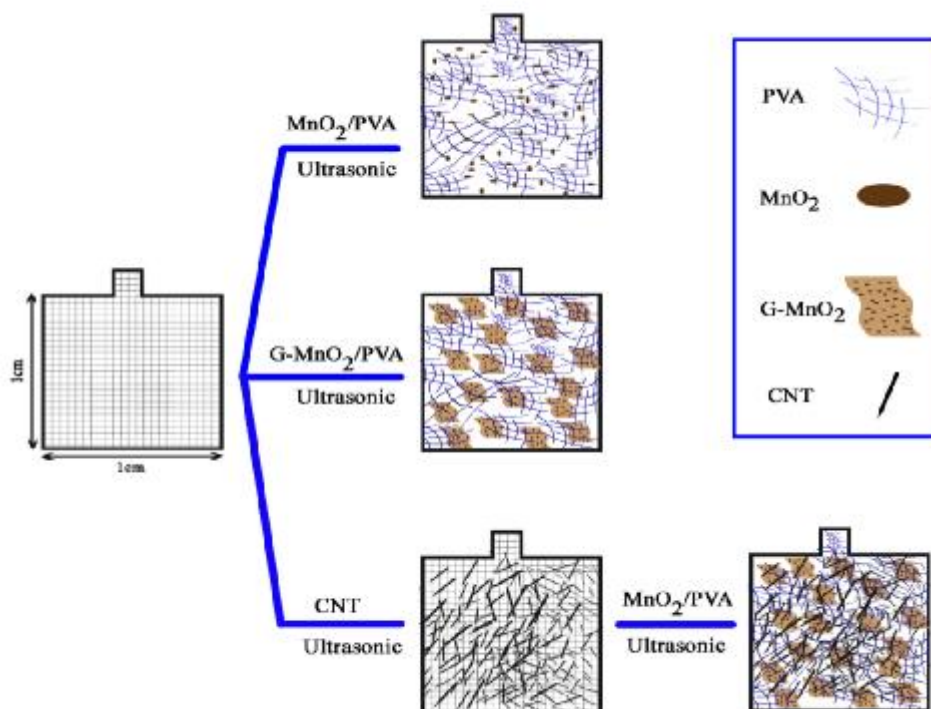 MnO2/PVA
Ultrasonic
G-MnO2/PVA
Ultrasonic
CNT
Ultrasonic
MnO2/PVA
Ultrasonic
1cm
1cm
PVA
MnO2
G-MnO2
CNT